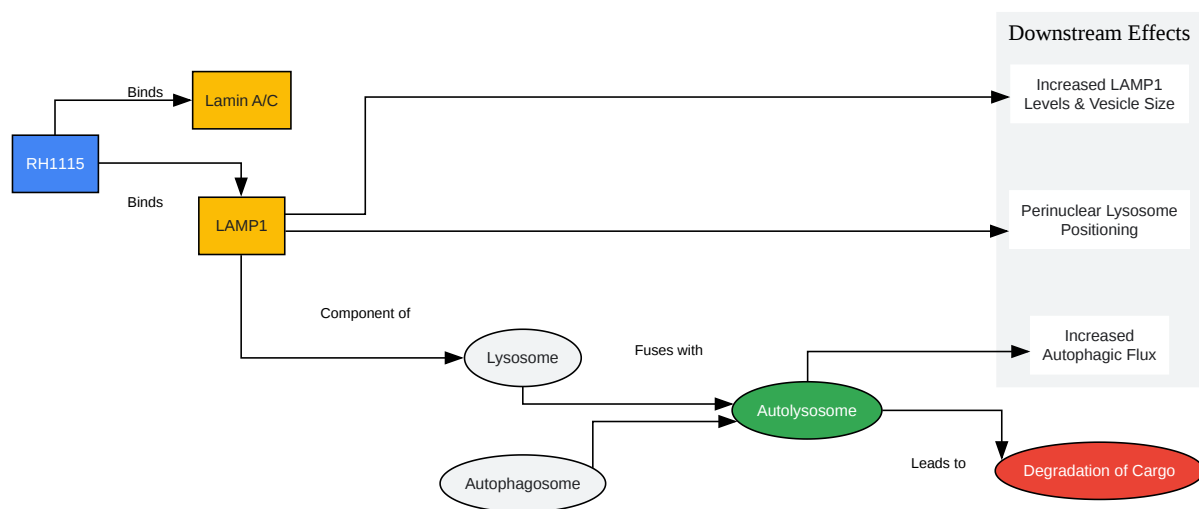 Downstream Effects
Binds
Lamin A/C
Increased LAMP1
Levels & Vesicle Size
RH1115
Binds
LAMP1
Perinuclear Lysosome
Positioning
Component of
Lysosome
Fuses with
Increased
Autophagic Flux
Autolysosome
Autophagosome
Leads to
Degradation of Cargo